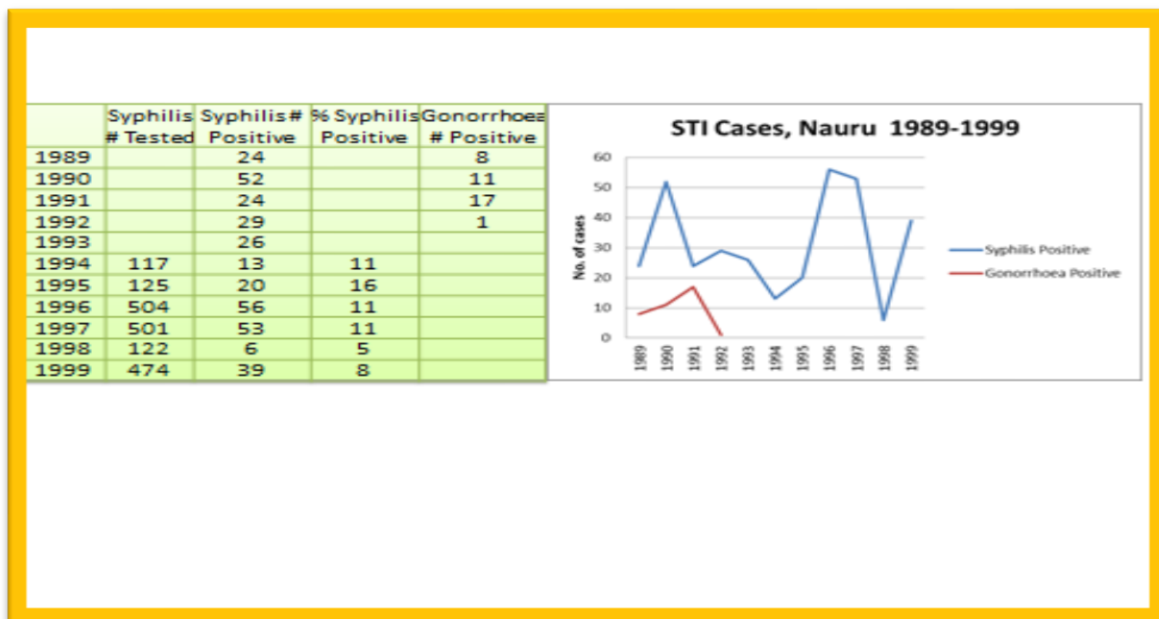 Syphilis Syphilis # % Syphilis Gonorrhoea
# Tested Positive Positive # Positive
1989 24 8
1990 52 11
1991 24 17
1992 29 1
1993 26
1994 117 13 11
1995 125 20 16
1996 504 56 11
1997 501 53 11
1998 122 6 5
1999 474 39 8
STI Cases, Nauru 1989-1999
No. of cases
60
50
40
30
20
10
0
1989 1990 1991 1992 1993 1994 1995 1996 1997 1998 1999
Syphilis Positive
Gonorrhoea Positive